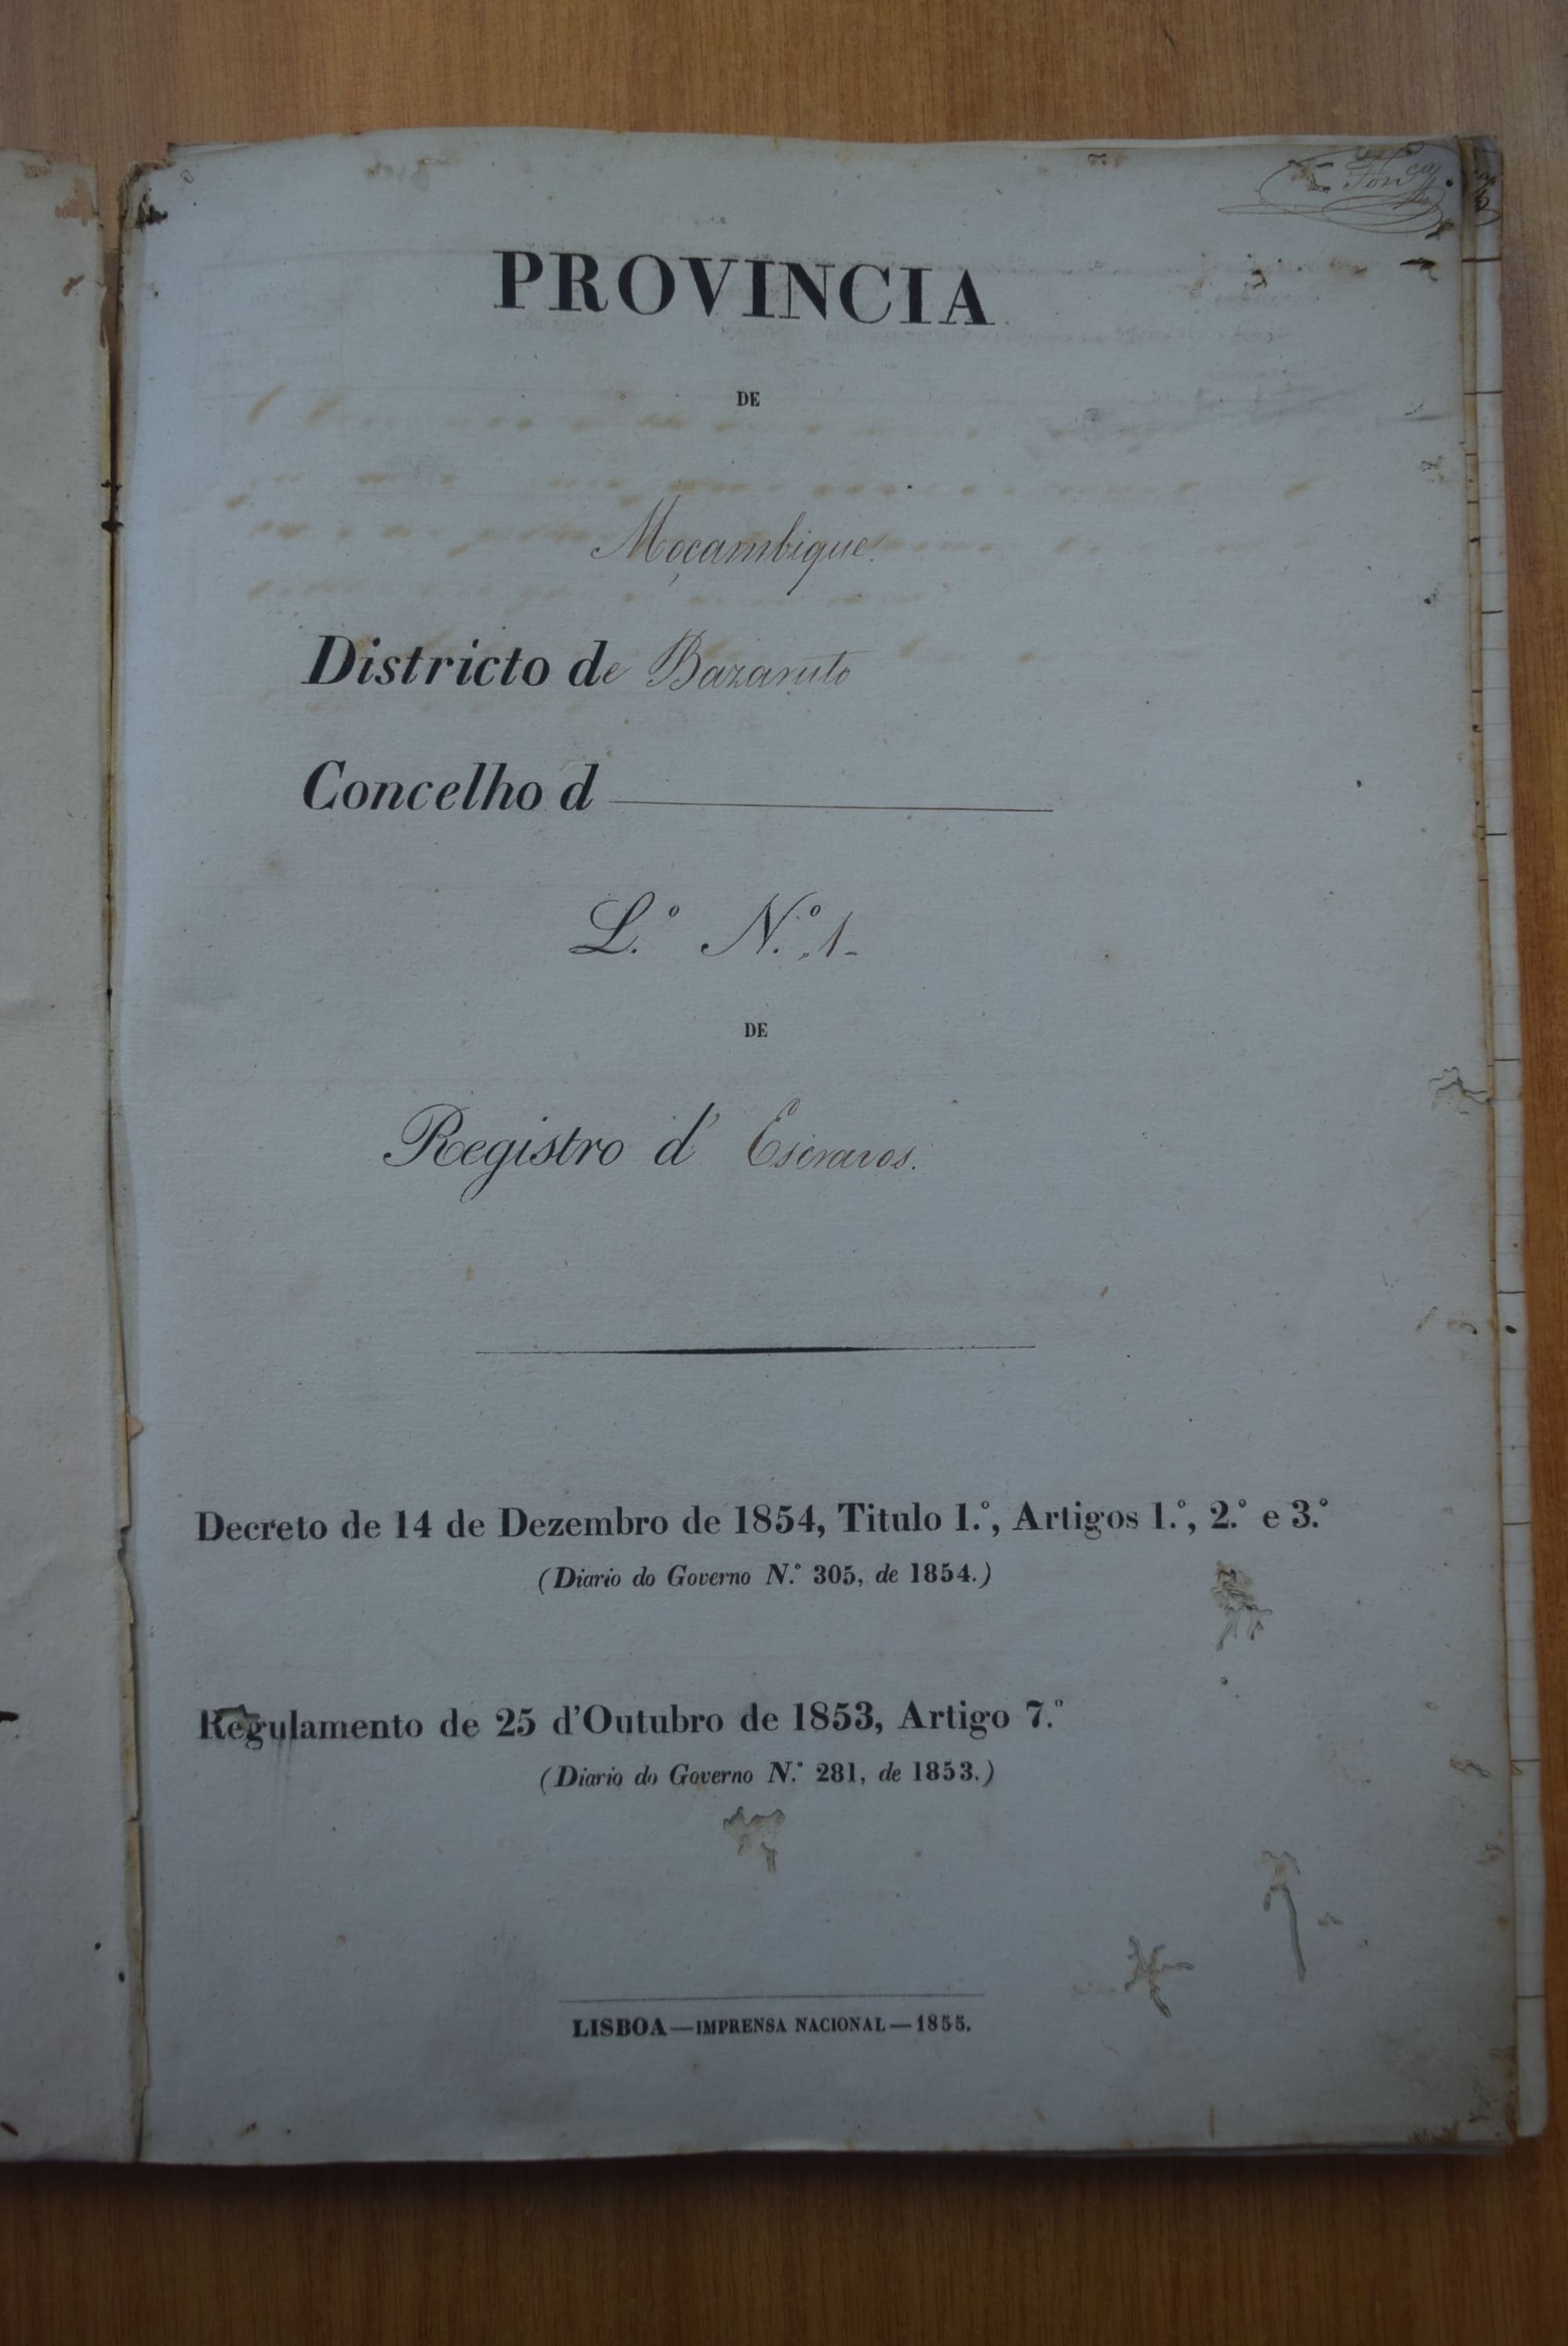 PROVINCIA
DE
Moçambique.
Districto de Bazaruto
Concelho d
L.º N.º 1.
DE
Registro d' Escravos.
Decreto de 14 de Dezembro de 1854, Titulo 1.º, Artigos 1.º, 2.º e 3.º
(Diario do Governo N.º 305, de 1854.)
Regulamento de 25 d'Outubro de 1853, Artigo 7.º
(Diario do Governo N.º 281, de 1853.)
LISBOA—IMPRENSA NACIONAL—1855.